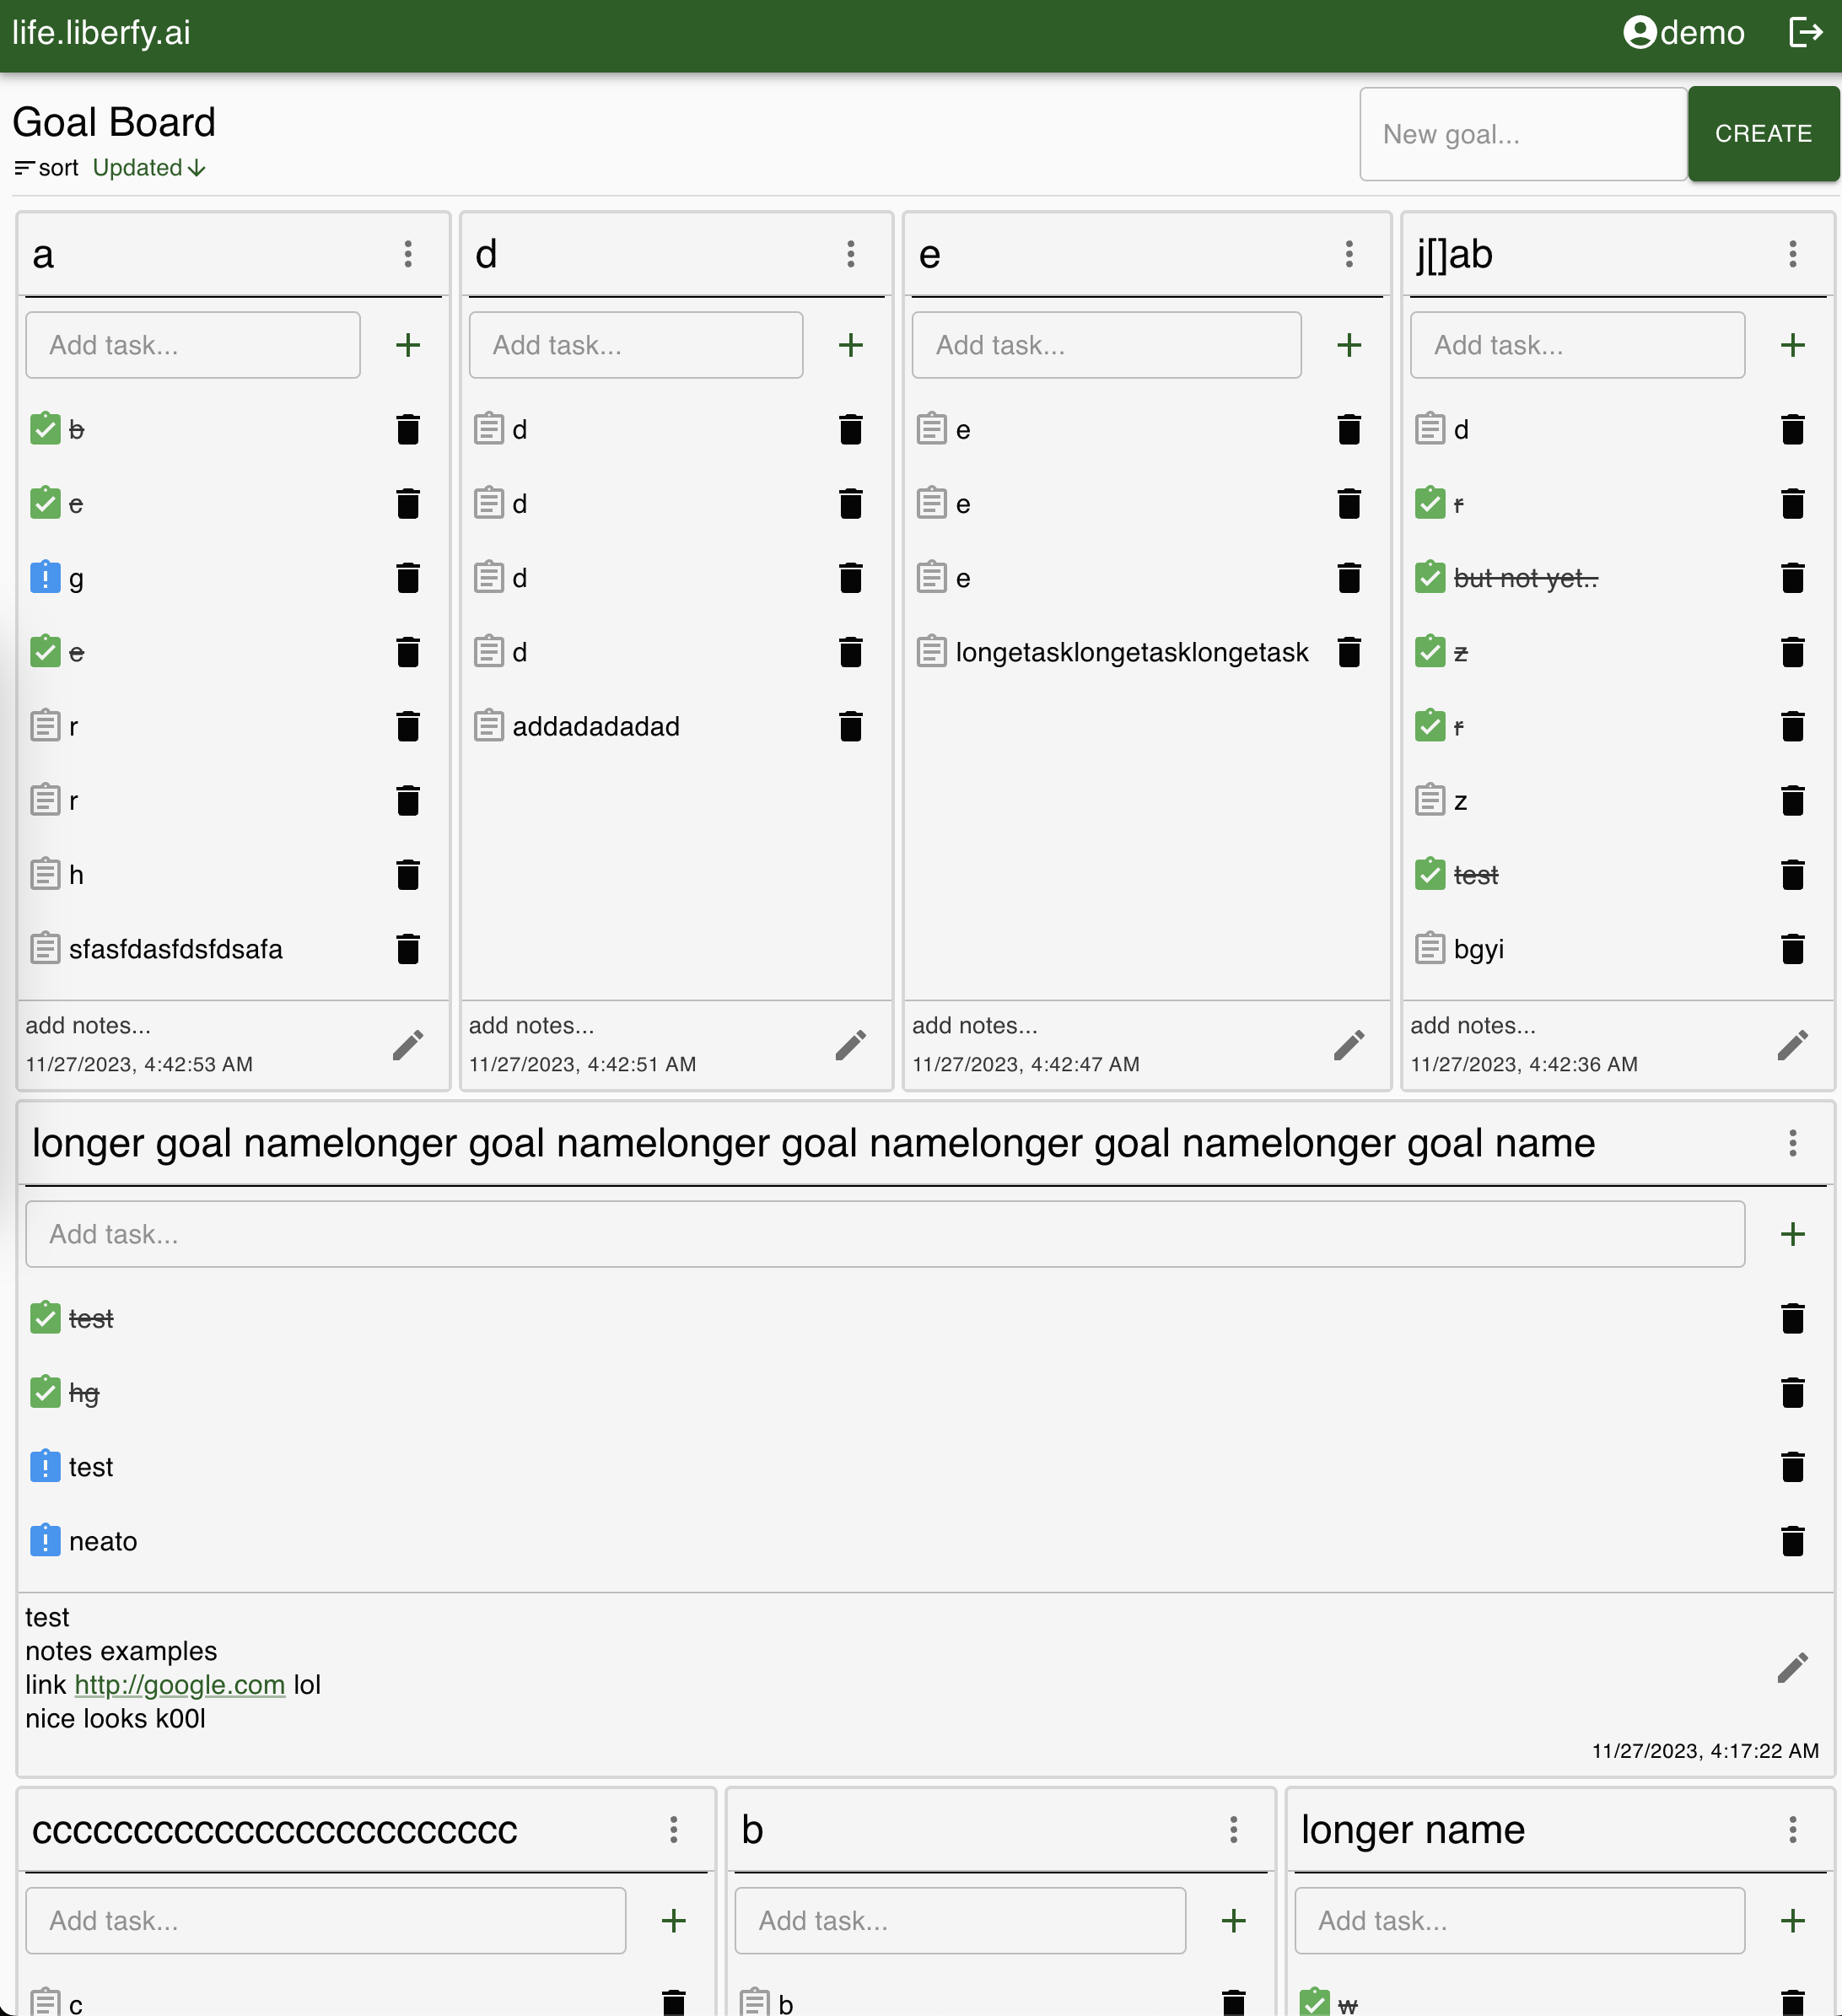 life.liberfy.ai
demo
Goal Board
sort Updated
New goal...
CREATE
a
Add task...
b
c
g
e
r
r
h
sfasfdasfdsfdsafa
add notes...
11/27/2023, 4:42:53 AM
d
Add task...
d
d
d
d
addadadadad
add notes...
11/27/2023, 4:42:51 AM
e
Add task...
e
e
e
longetasklongetasklongetask
add notes...
11/27/2023, 4:42:47 AM
j[]ab
Add task...
d
r
but not yet..
z
r
z
test
bgyi
add notes...
11/27/2023, 4:42:36 AM
longer goal namelonger goal namelonger goal namelonger goal namelonger goal name
Add task...
test
hg
test
neato
test
notes examples
link http://google.com lol
nice looks k00l
11/27/2023, 4:17:22 AM
cccccccccccccccccccccccc
Add task...
c
b
Add task...
b
longer name
Add task...
w